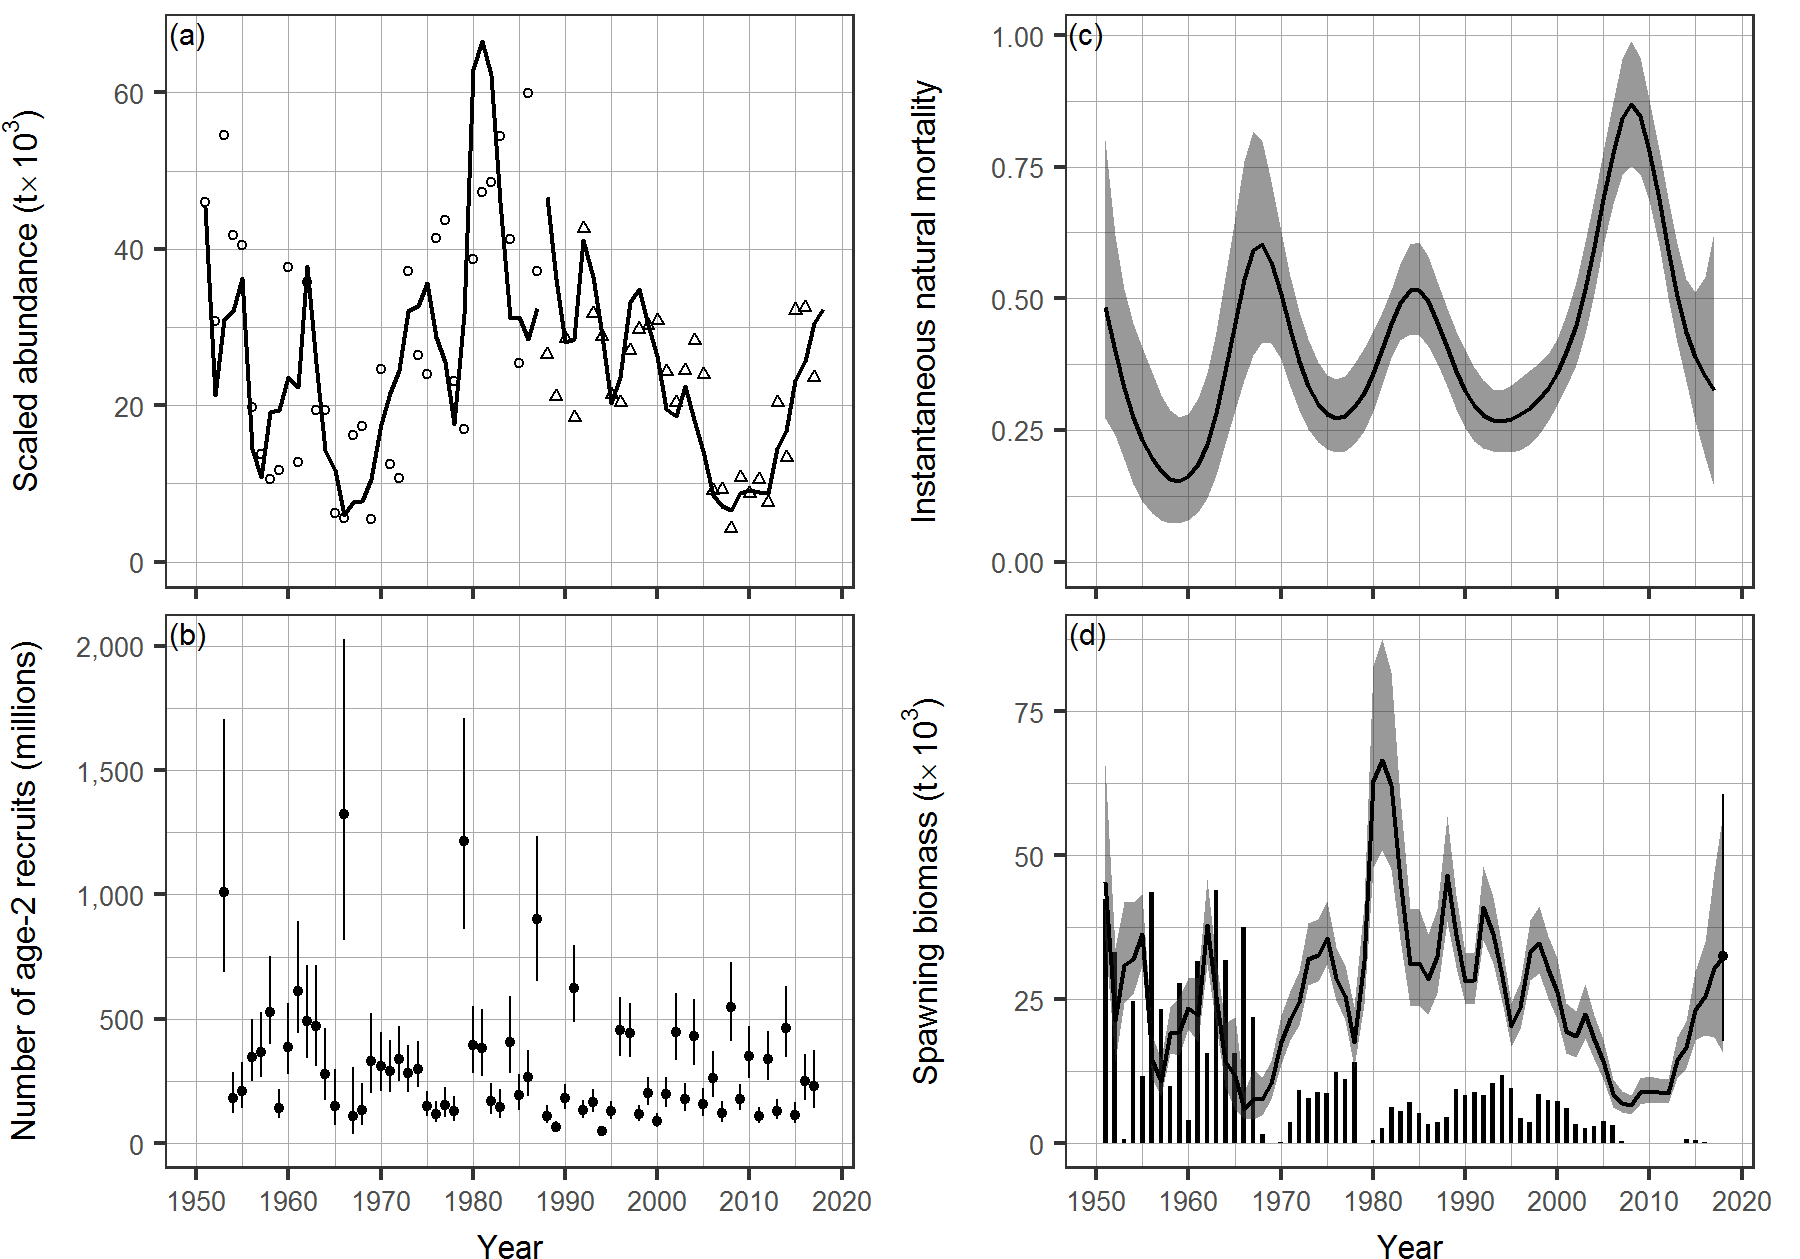 (a)
Scaled abundance (t× 10³)
60
40
20
0
(b)
Number of age-2 recruits (millions)
2,000
1,500
1,000
500
0
1950 1960 1970 1980 1990 2000 2010 2020
Year
(c)
Instantaneous natural mortality
1.00
0.75
0.50
0.25
0.00
(d)
Spawning biomass (t× 10³)
75
50
25
0
1950 1960 1970 1980 1990 2000 2010 2020
Year